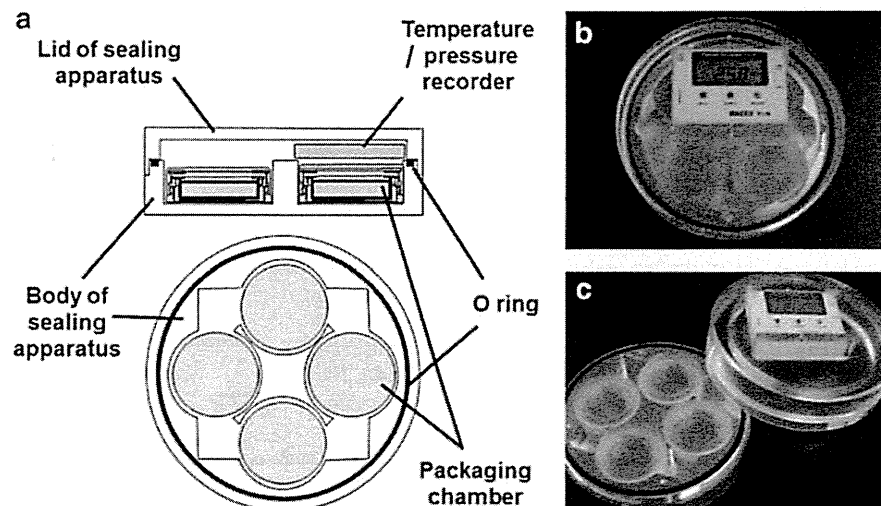 a
Lid of sealing
apparatus
Temperature
/ pressure
recorder
Body of
sealing
apparatus
O ring
Packaging
chamber
b
c